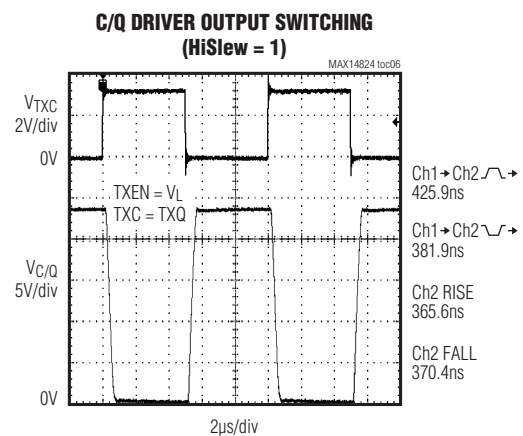 C/Q DRIVER OUTPUT SWITCHING
(HiSlew = 1)
MAX14824 toc06
VTXC
2V/div
0V
TXEN = VL
TXC = TXQ
VC/Q
5V/div
0V
2µs/div
Ch1→Ch2 →
425.9ns
Ch1→Ch2 →
381.9ns
Ch2 RISE
365.6ns
Ch2 FALL
370.4ns